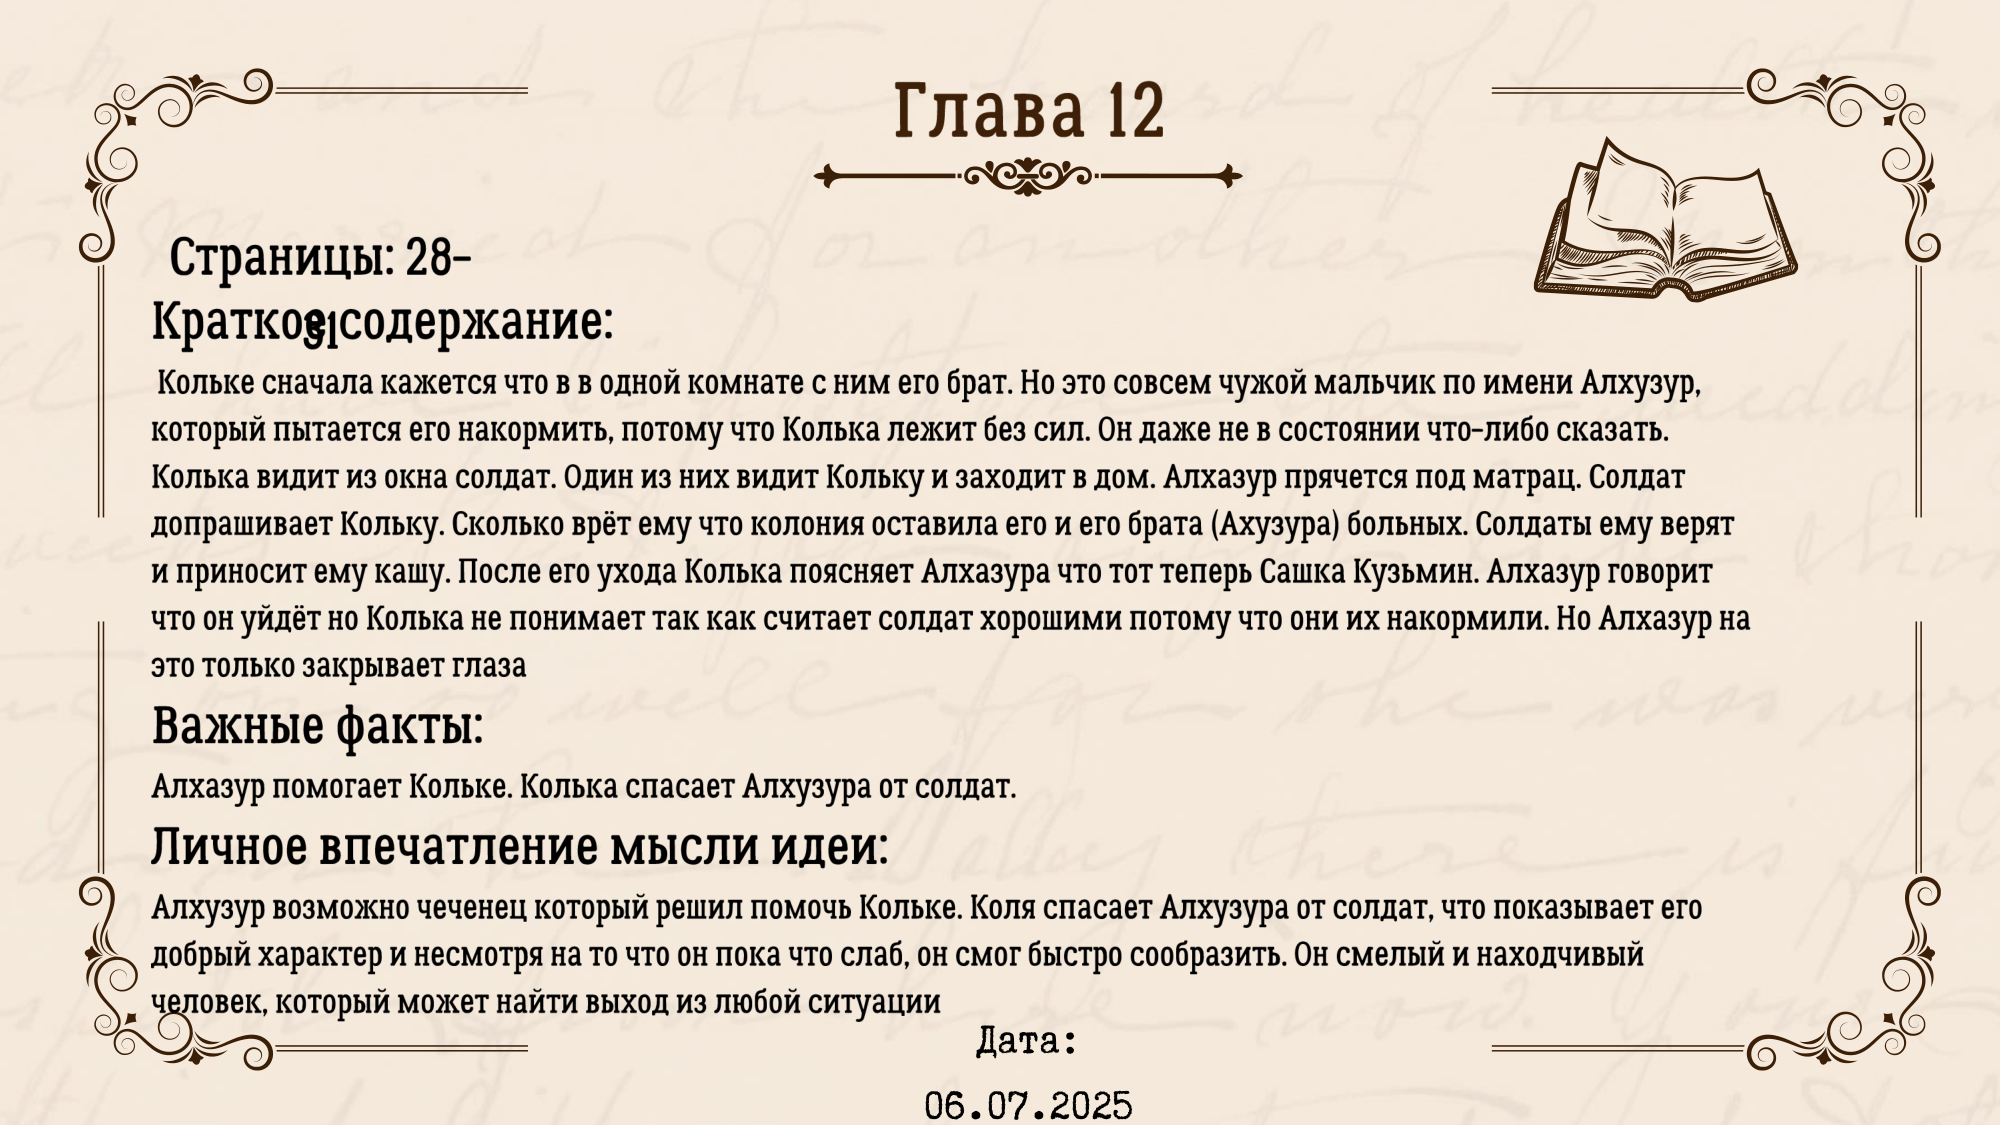 Глава 12
Страницы: 28-
31
Краткое содержание:
Кольке сначала кажется что в в одной комнате с ним его брат. Но это совсем чужой мальчик по имени Алхузур,
который пытается его накормить, потому что Колька лежит без сил. Он даже не в состоянии что-либо сказать.
Колька видит из окна солдат. Один из них видит Кольку и заходит в дом. Алхазур прячется под матрац. Солдат
допрашивает Кольку. Сколько врёт ему что колония оставила его и его брата (Ахузура) больных. Солдаты ему верят
и приносит ему кашу. После его ухода Колька поясняет Алхазура что тот теперь Сашка Кузьмин. Алхазур говорит
что он уйдёт но Колька не понимает так как считает солдат хорошими потому что они их накормили. Но Алхазур на
это только закрывает глаза
Важные факты:
Алхазур помогает Кольке. Колька спасает Алхузура от солдат.
Личное впечатление мысли идеи:
Алхузур возможно чеченец который решил помочь Кольке. Коля спасает Алхузура от солдат, что показывает его
добрый характер и несмотря на то что он пока что слаб, он смог быстро сообразить. Он смелый и находчивый
человек, который может найти выход из любой ситуации
Дата:
06.07.2025